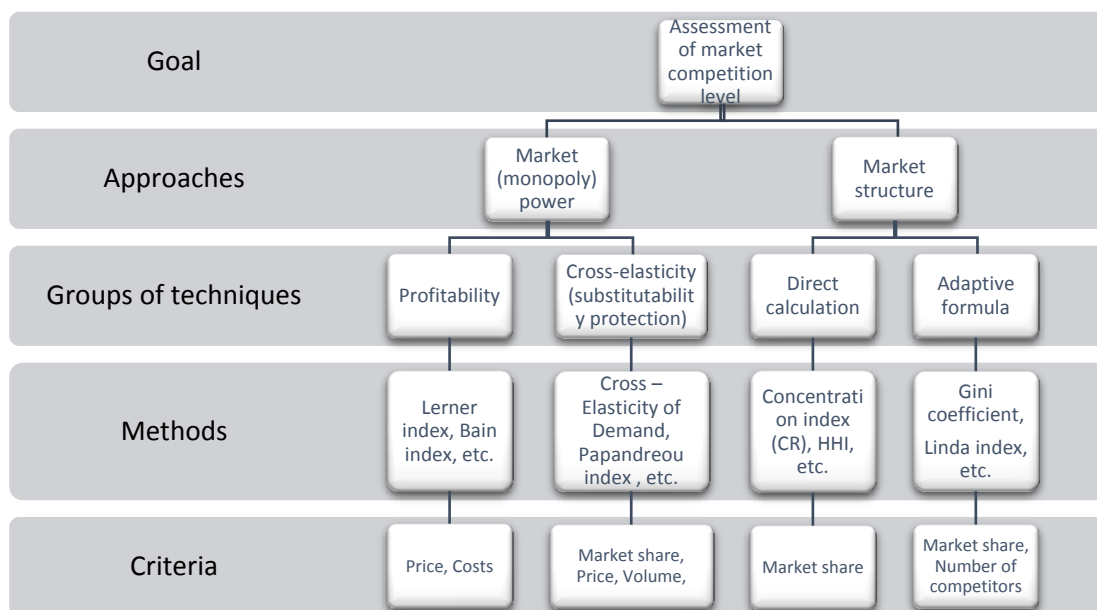 Goal
Assessment
of market
competition
level
Approaches
Market
(monopoly)
power
Market
structure
Groups of techniques
Profitability
Cross-elasticity
(substitutabilit
y protection)
Direct
calculation
Adaptive
formula
Methods
Lerner
index, Bain
index, etc.
Cross –
Elasticity of
Demand,
Papandreou
index , etc.
Concentrati
on index
(CR), HHI,
etc.
Gini
coefficient,
Linda index,
etc.
Criteria
Price, Costs
Market share,
Price, Volume,
Market share
Market share,
Number of
competitors